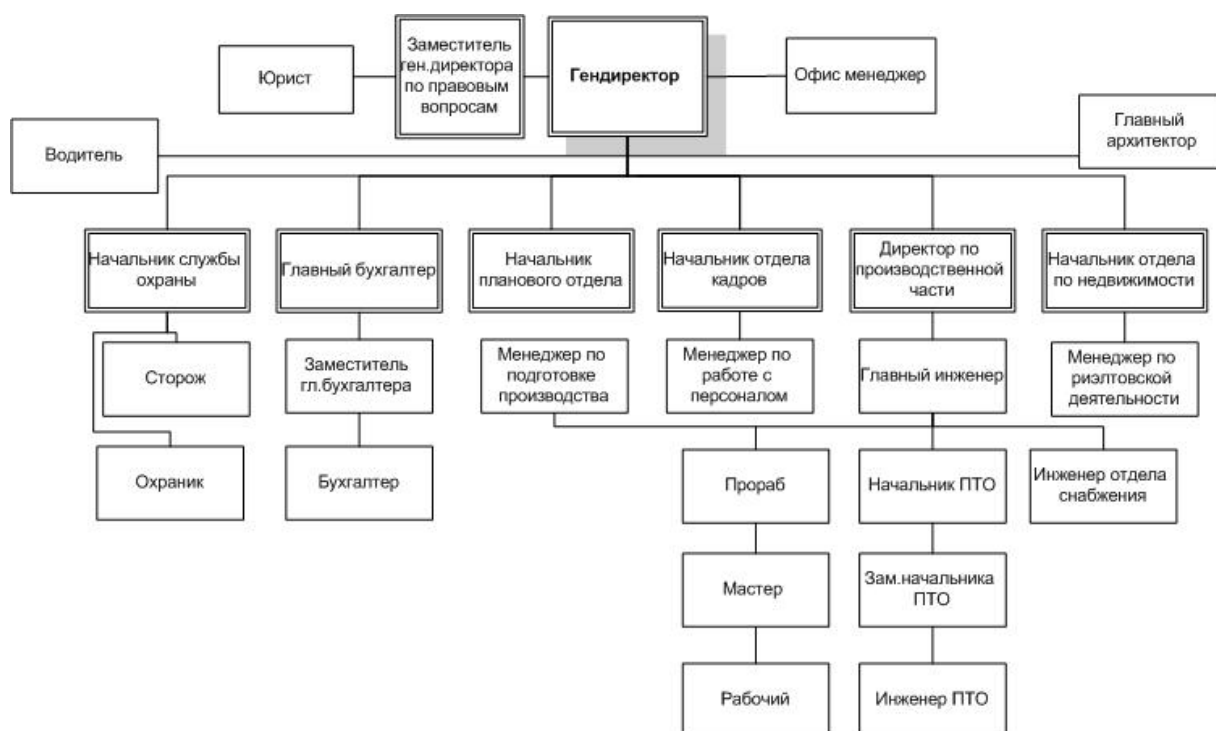 Юрист
Заместитель
ген.директора
по правовым
вопросам
Гендиректор
Офис менеджер
Водитель
Главный
архитектор
Начальник службы
охраны
Главный бухгалтер
Начальник
планового отдела
Начальник отдела
кадров
Директор по
производственной
части
Начальник отдела
по недвижимости
Сторож
Заместитель
гл.бухгалтера
Менеджер по
подготовке
производства
Менеджер по
работе с
персоналом
Главный инженер
Менеджер по
риэлтовской
деятельности
Охраник
Бухгалтер
Прораб
Начальник ПТО
Инженер отдела
снабжения
Мастер
Зам.начальника
ПТО
Рабочий
Инженер ПТО